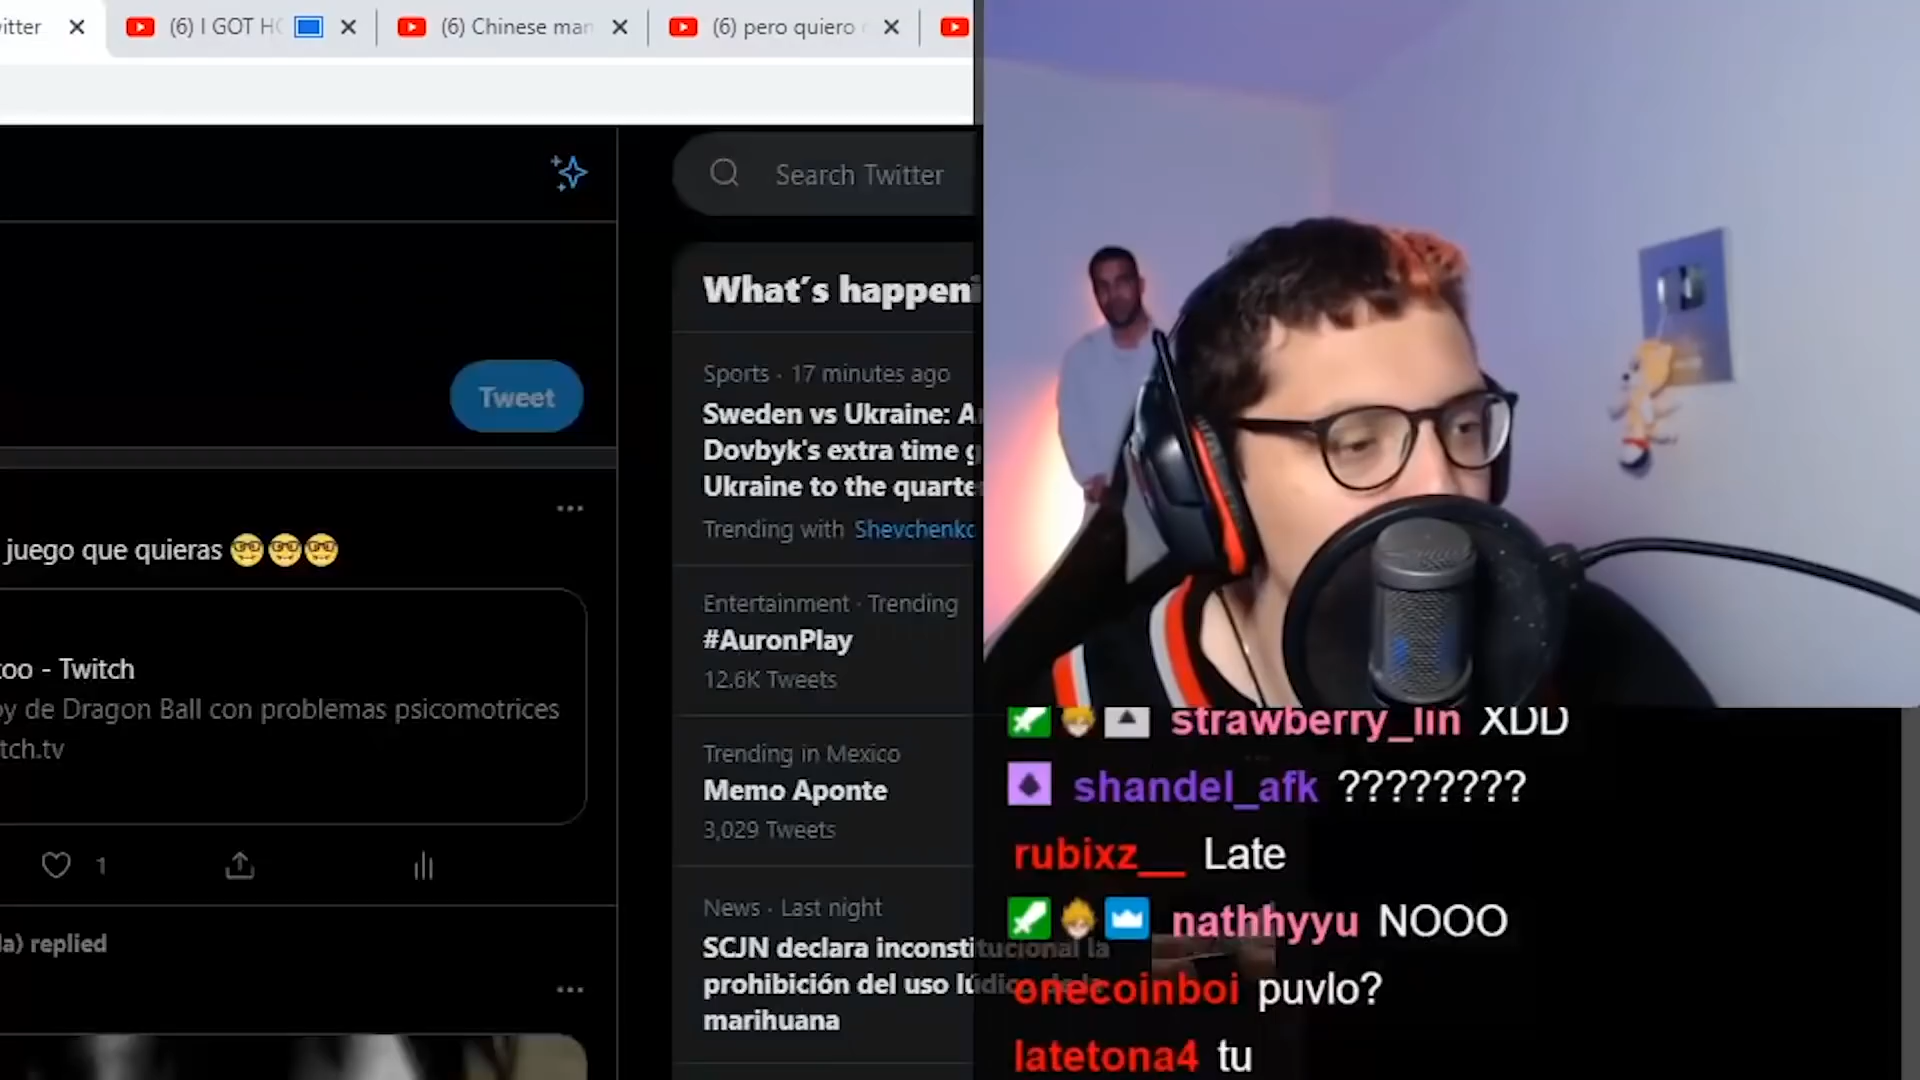 itter
(6) I GOT H
(6) Chinese man
(6) pero quiero
Search Twitter
What's happeni
Sports · 17 minutes ago
Sweden vs Ukraine: A
Dovbyk's extra time g
Ukraine to the quarte
Trending with Shevchenko
Tweet
juego que quieras 🤓🤓🤓
Entertainment · Trending
#AuronPlay
12.6K Tweets
too - Twitch
oy de Dragon Ball con problemas psicomotrices
tch.tv
Trending in Mexico
Memo Aponte
3,029 Tweets
1
News · Last night
SCJN declara inconstitucional la
prohibición del uso lúdico de la
marihuana
la) replied
strawberry_lin XDD
shandel_afk ????????
rubixz__ Late
nathhyyu NOOO
onecoinboi puvlo?
latetona4 tu